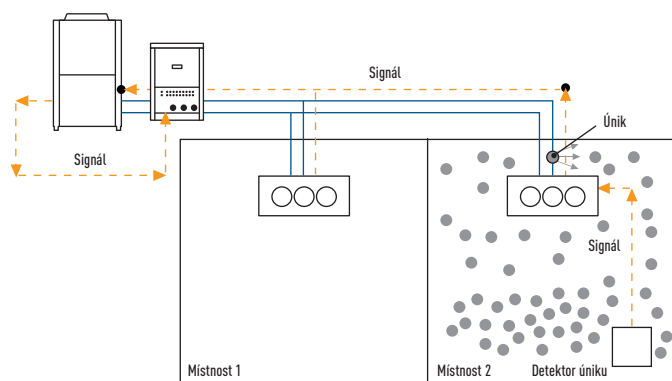 Signál
Únik
Signál
Signál
Místnost 1
Místnost 2
Detektor úniku